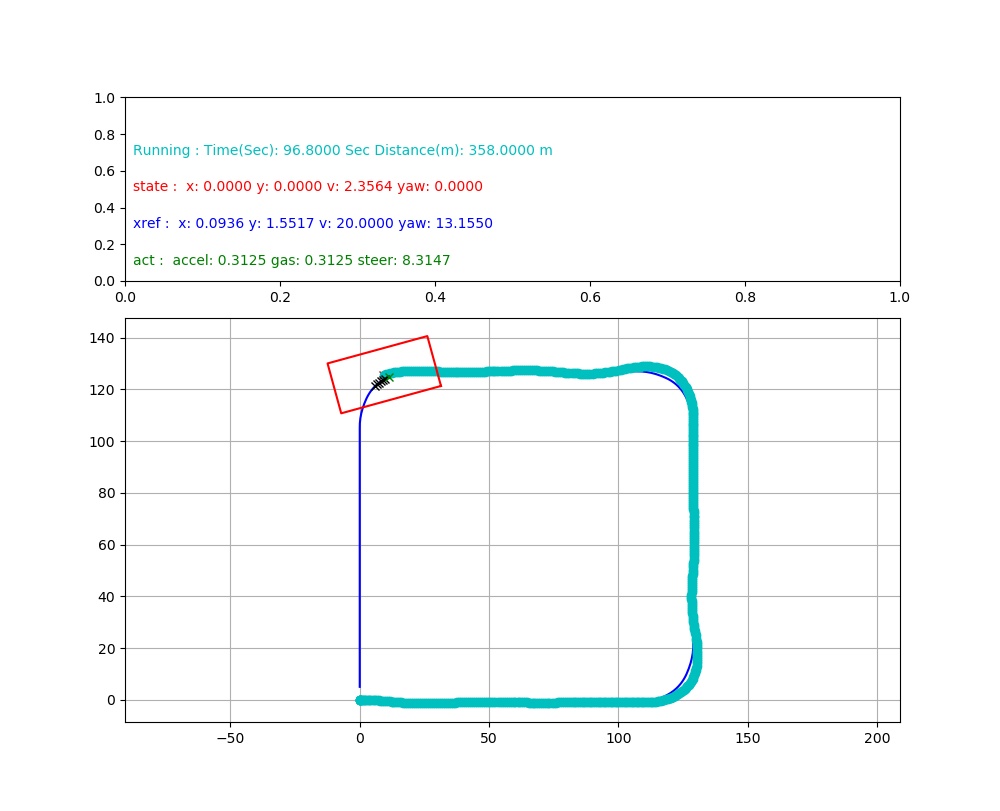 1.0
0.8
Running : Time(Sec): 96.8000 Sec Distance(m): 358.0000 m
0.6
state :  x: 0.0000 y: 0.0000 v: 2.3564 yaw: 0.0000
0.4
xref :  x: 0.0936 y: 1.5517 v: 20.0000 yaw: 13.1550
0.2
act :  accel: 0.3125 gas: 0.3125 steer: 8.3147
0.0
0.0 0.2 0.4 0.6 0.8 1.0
140
120
100
80
60
40
20
0
−50 0 50 100 150 200